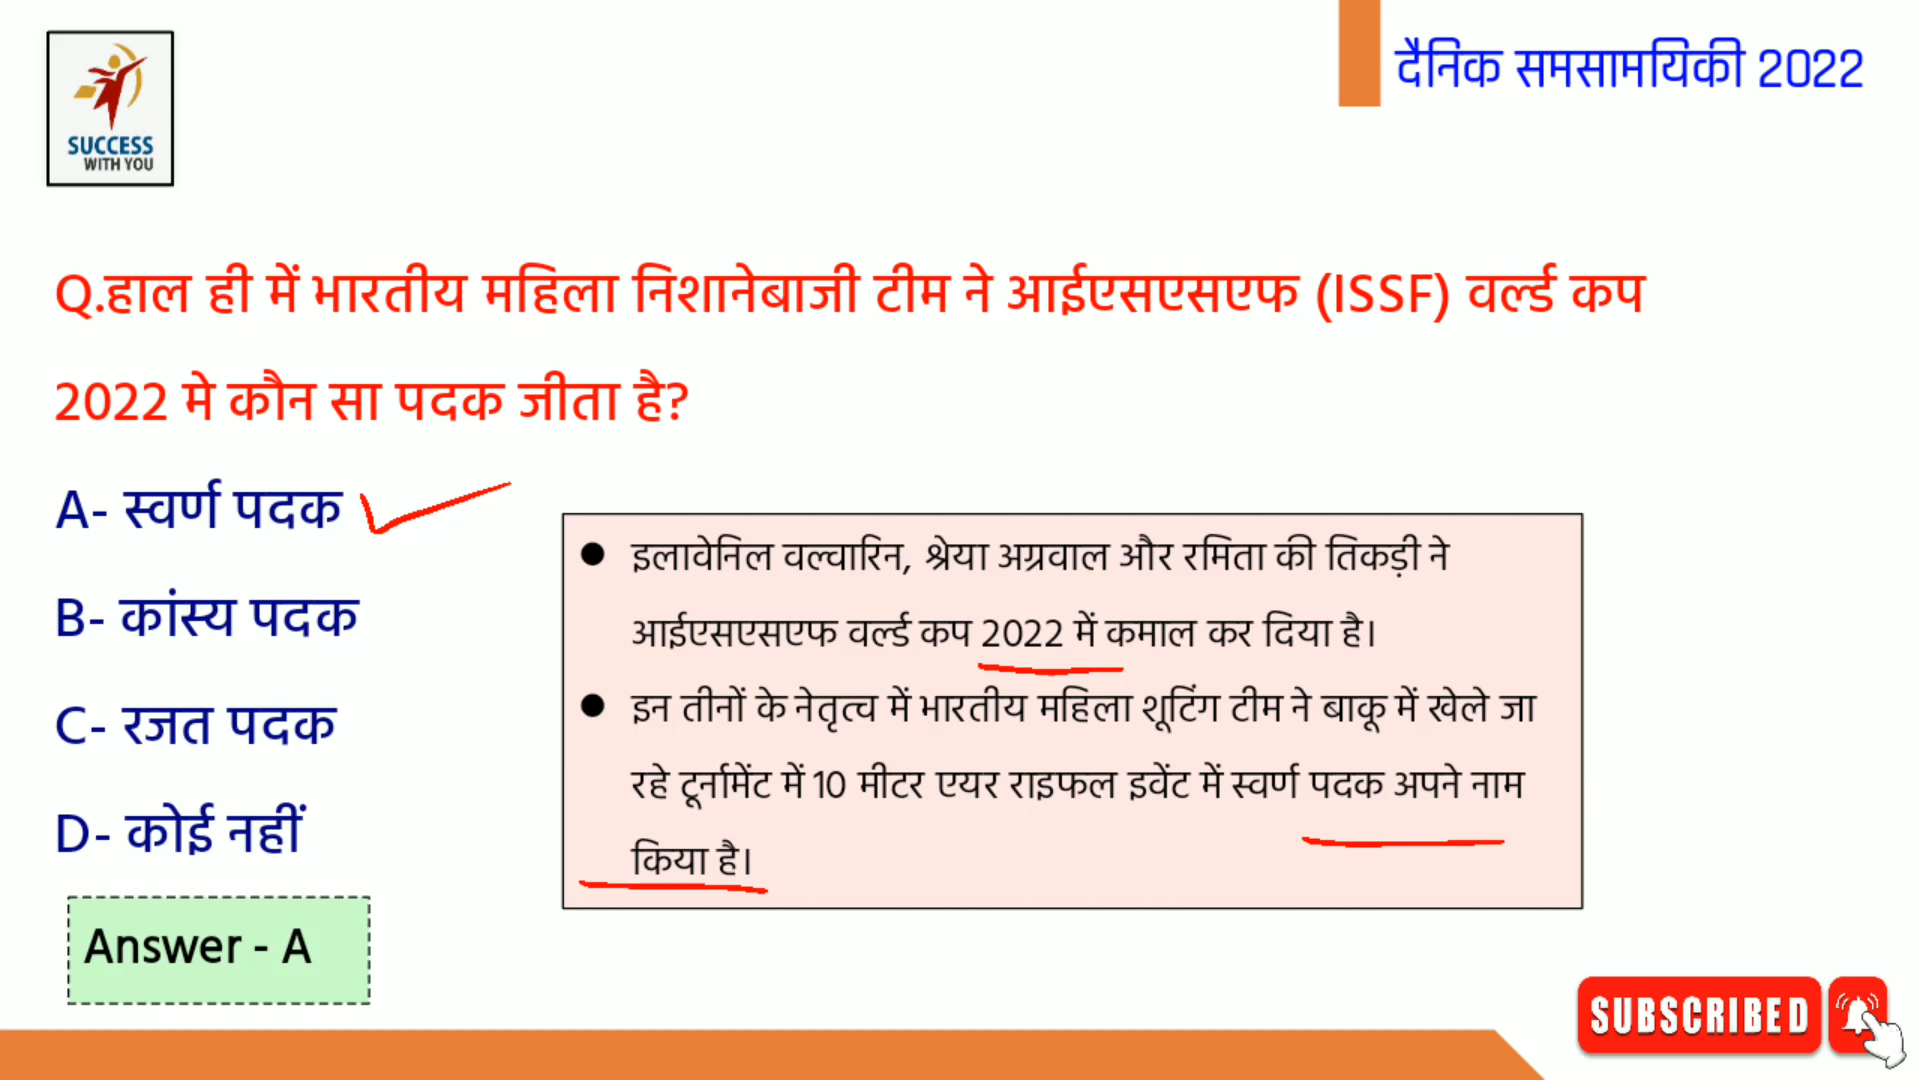 SUCCESS
WITH YOU
दैनिक समसामयिकी 2022
Q.हाल ही में भारतीय महिला निशानेबाजी टीम ने आईएसएसएफ (ISSF) वर्ल्ड कप
2022 मे कौन सा पदक जीता है?
A- स्वर्ण पदक
B- कांस्य पदक
C- रजत पदक
D- कोई नहीं
Answer - A
● इलावेनिल वल्वारिन, श्रेया अग्रवाल और रमिता की तिकड़ी ने
आईएसएसएफ वर्ल्ड कप 2022 में कमाल कर दिया है।
● इन तीनों के नेतृत्व में भारतीय महिला शूटिंग टीम ने बाकू में खेले जा
रहे टूर्नामेंट में 10 मीटर एयर राइफल इवेंट में स्वर्ण पदक अपने नाम
किया है।
SUBSCRIBED